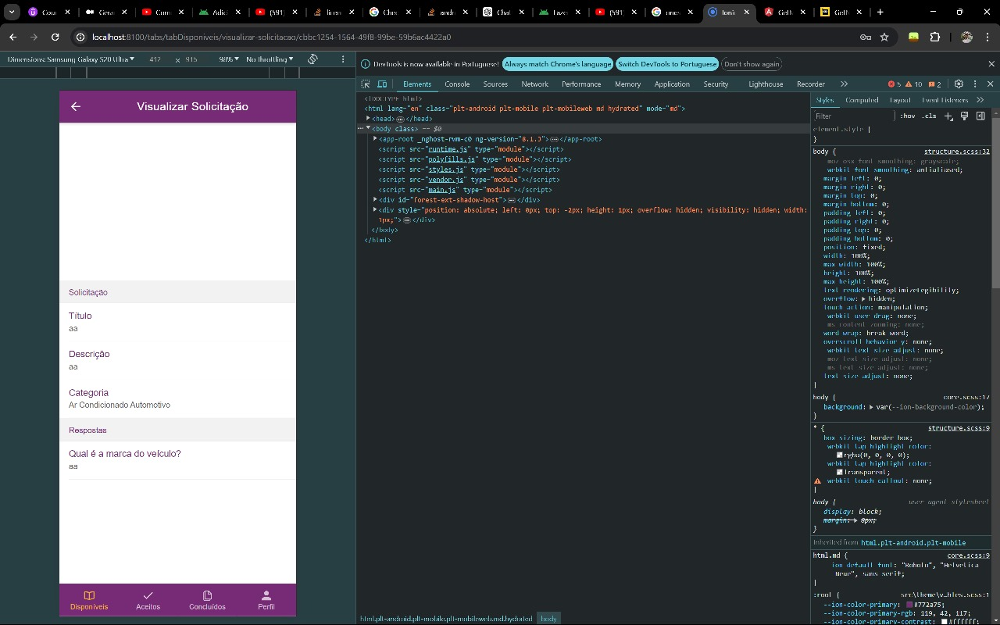 Cour
Gera
Curri
(591)
Adici
(591)
licen
Chec
andri
Chat
Fazer
(591)
ones
Ionic
GetN
GetN
localhost:8100/tabs/tabDisponiveis/visualizar-solicitacao/cbbc1254-1564-49f8-99be-59b6ac4422a0
Dimensions: Samsung Galaxy S20 Ultra 412 x 915 98% No throttling
DevTools is now available in Portuguese! Always match Chrome's language Switch DevTools to Portuguese Don't show again
Elements Console Sources Network Performance Memory Application Security Lighthouse Recorder 5 10 2
Visualizar Solicitação
Solicitação
Título
aa
Descrição
aa
Categoria
Ar Condicionado Automotivo
Respostas
Qual é a marca do veículo?
aa
Disponíveis Aceitos Concluídos Perfil
<!DOCTYPE html>
<html lang="en" class="plt-android plt-mobile plt-mobileweb md hydrated" mode="md">
<head> </head>
<body class> == $0
<app-root _nghost-rwm-c0 ng-version="8.1.3"> </app-root>
<script src="runtime.js" type="module"></script>
<script src="polyfills.js" type="module"></script>
<script src="styles.js" type="module"></script>
<script src="vendor.js" type="module"></script>
<script src="main.js" type="module"></script>
<div id="forest-ext-shadow-host"> </div>
<div style="position: absolute; left: 0px; top: -2px; height: 1px; overflow: hidden; visibility: hidden; width:
1px;"> </div>
</body>
</html>
html.plt-android.plt-mobile.plt-mobileweb.md.hydrated body
Styles Computed Layout Event Listeners
Filter :hov .cls
element.style {
}
body { structure.scss:32
-moz-osx-font-smoothing: grayscale;
-webkit-font-smoothing: antialiased;
margin-left: 0;
margin-right: 0;
margin-top: 0;
margin-bottom: 0;
padding-left: 0;
padding-right: 0;
padding-top: 0;
padding-bottom: 0;
position: fixed;
width: 100%;
max-width: 100%;
height: 100%;
max-height: 100%;
text-rendering: optimizeLegibility;
overflow: hidden;
touch-action: manipulation;
-webkit-user-drag: none;
-ms-content-zooming: none;
word-wrap: break-word;
overscroll-behavior-y: none;
-webkit-text-size-adjust: none;
-moz-text-size-adjust: none;
-ms-text-size-adjust: none;
text-size-adjust: none;
}
body { core.scss:17
background: var(--ion-background-color);
}
* { structure.scss:9
box-sizing: border-box;
-webkit-tap-highlight-color:
rgba(0, 0, 0, 0);
-webkit-tap-highlight-color:
transparent;
-webkit-touch-callout: none;
}
body { user agent stylesheet
display: block;
margin: 8px;
}
Inherited from html.plt-android.plt-mobile
html.md { core.scss:9
--ion-default-font: "Roboto", "Helvetica
Neue", sans-serif;
}
:root { src\theme\v…bles.scss:1
--ion-color-primary: #772a75;
--ion-color-primary-rgb: 119, 42, 117;
--ion-color-primary-contrast: #ffffff;